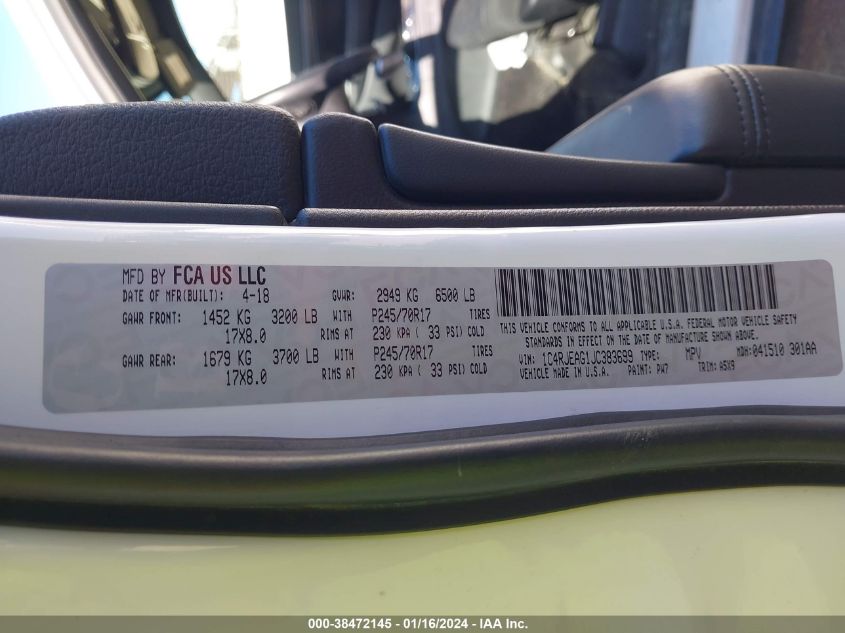 MFD BY FCA US LLC
DATE OF MFR(BUILT): 4-18 GVWR: 2949 KG 6500 LB
GAWR FRONT: 1452 KG 3200 LB WITH P245/70R17 TIRES
17X8.0 RIMS AT 230 KPA ( 33 PSI) COLD
GAWR REAR: 1679 KG 3700 LB WITH P245/70R17 TIRES
17X8.0 RIMS AT 230 KPA ( 33 PSI) COLD
THIS VEHICLE CONFORMS TO ALL APPLICABLE U.S.A. FEDERAL MOTOR VEHICLE SAFETY
STANDARDS IN EFFECT ON THE DATE OF MANUFACTURE SHOWN ABOVE.
VIN: 1C4RJEAG1JC383699 TYPE: MPV MDH:041510 301AA
VEHICLE MADE IN U.S.A. PAINT: PW7 TRIM: A5X9
000-38472145 - 01/16/2024 - IAA Inc.